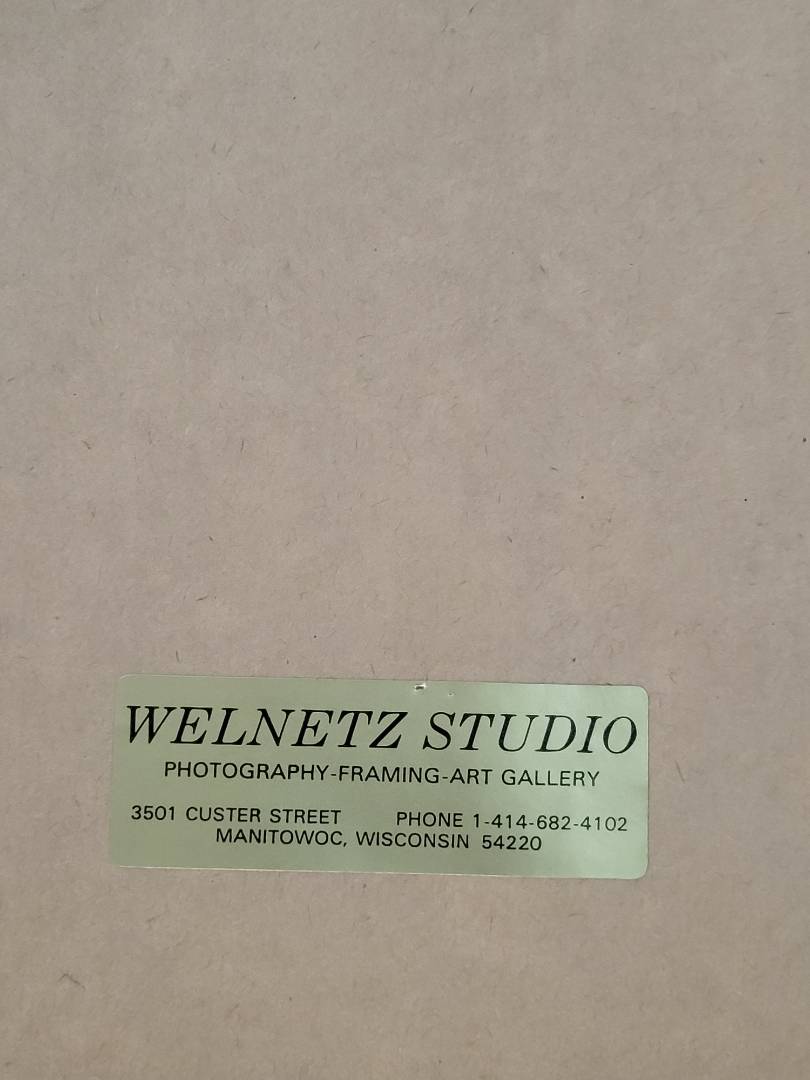 WELNETZ STUDIO
PHOTOGRAPHY-FRAMING-ART GALLERY
3501 CUSTER STREET PHONE 1-414-682-4102
MANITOWOC, WISCONSIN 54220